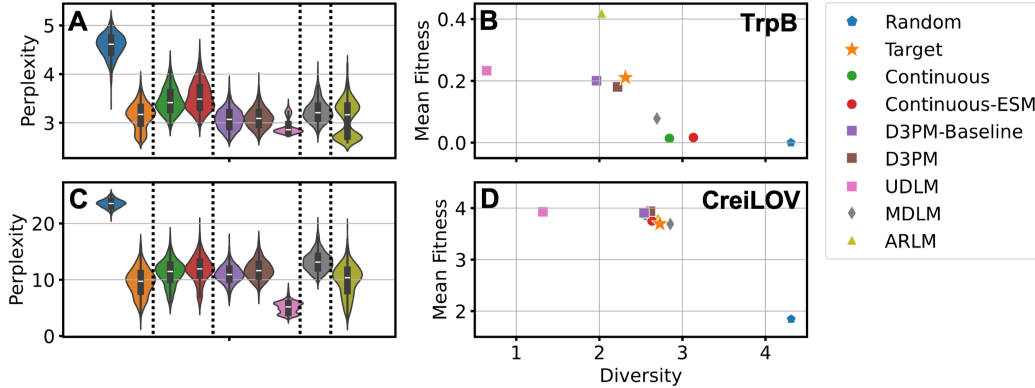 A
Perplexity
5
4
3
B
TrpB
Mean Fitness
0.4
0.2
0.0
C
Perplexity
20
10
0
D
CreiLOV
Mean Fitness
4
3
2
1 2 3 4
Diversity
Random
Target
Continuous
Continuous-ESM
D3PM-Baseline
D3PM
UDLM
MDLM
ARLM